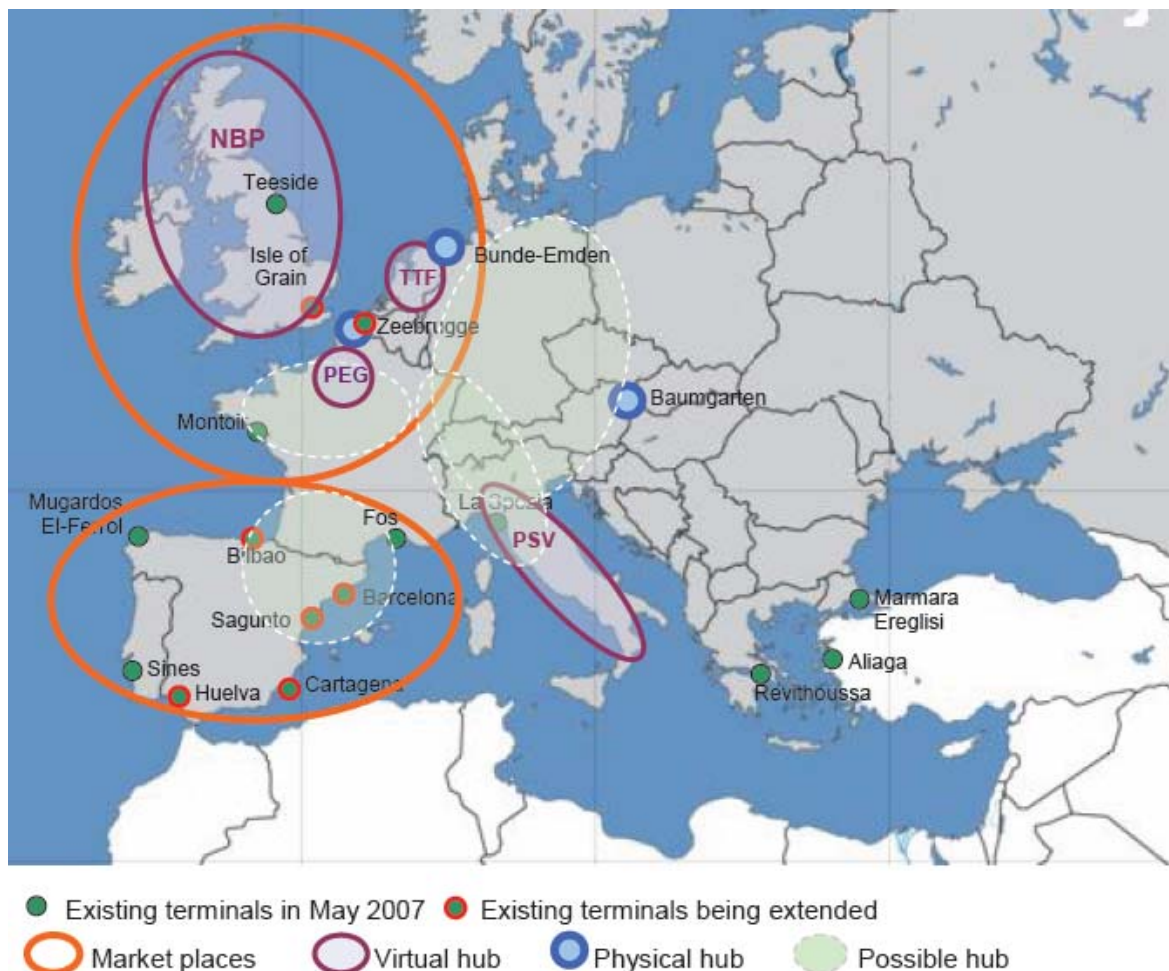 NBP
Teeside
Isle of
Grain
TTF
Bunde-Emden
Zeebrugge
PEG
Baumgarten
Montoir
Mugardos
El-Ferrol
La Spezia
Fos
PSV
Bilbao
Barcelona
Sagunto
Marmara
Ereglisi
Aliaga
Sines
Huelva
Cartagena
Revithoussa
Existing terminals in May 2007
Existing terminals being extended
Market places
Virtual hub
Physical hub
Possible hub